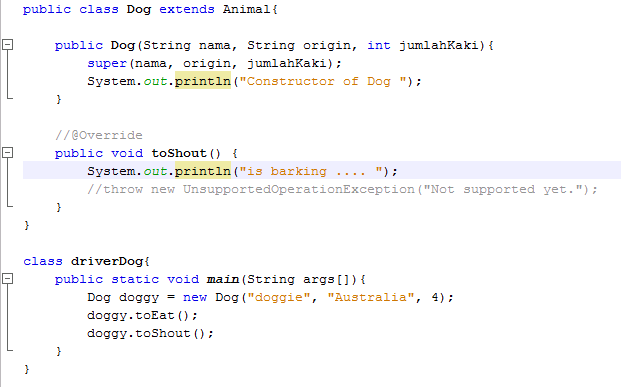 public class Dog extends Animal{
public Dog(String nama, String origin, int jumlahKaki){
super(nama, origin, jumlahKaki);
System.out.println("Constructor of Dog ");
}
//@Override
public void toShout() {
System.out.println("is barking .... ");
//throw new UnsupportedOperationException("Not supported yet.");
}
}
class driverDog{
public static void main(String args[]){
Dog doggy = new Dog("doggie", "Australia", 4);
doggy.toEat();
doggy.toShout();
}
}